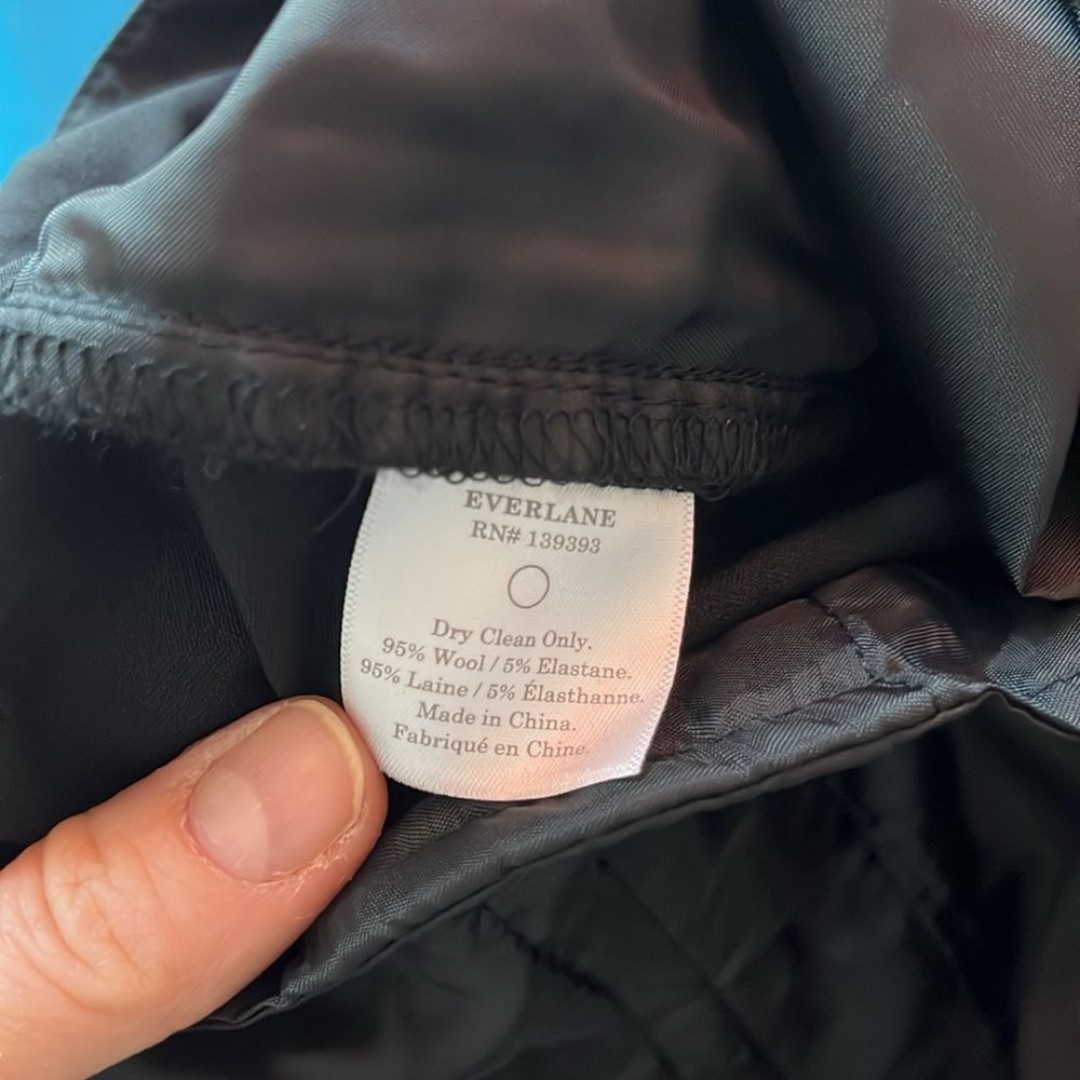 EVERLANE
RN# 139393
Dry Clean Only.
95% Wool / 5% Elastane.
95% Laine / 5% Élasthanne.
Made in China.
Fabriqué en Chine.